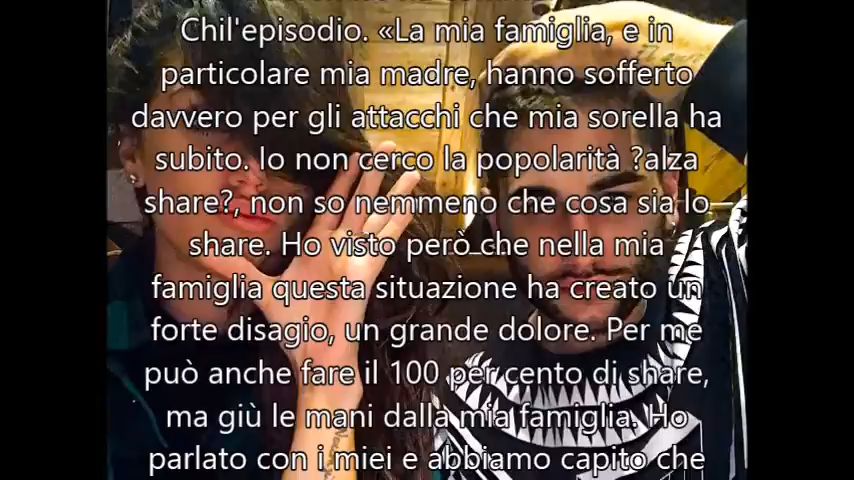 Chil'episodio. «La mia famiglia, e in
particolare mia madre, hanno sofferto
davvero per gli attacchi che mia sorella ha
subito. Io non cerco la popolarità ?alza
share?, non so nemmeno che cosa sia lo
share. Ho visto però che nella mia
famiglia questa situazione ha creato un
forte disagio, un grande dolore. Per me
può anche fare il 100 per cento di share,
ma giù le mani dalla mia famiglia. Ho
parlato con i miei e abbiamo capito che